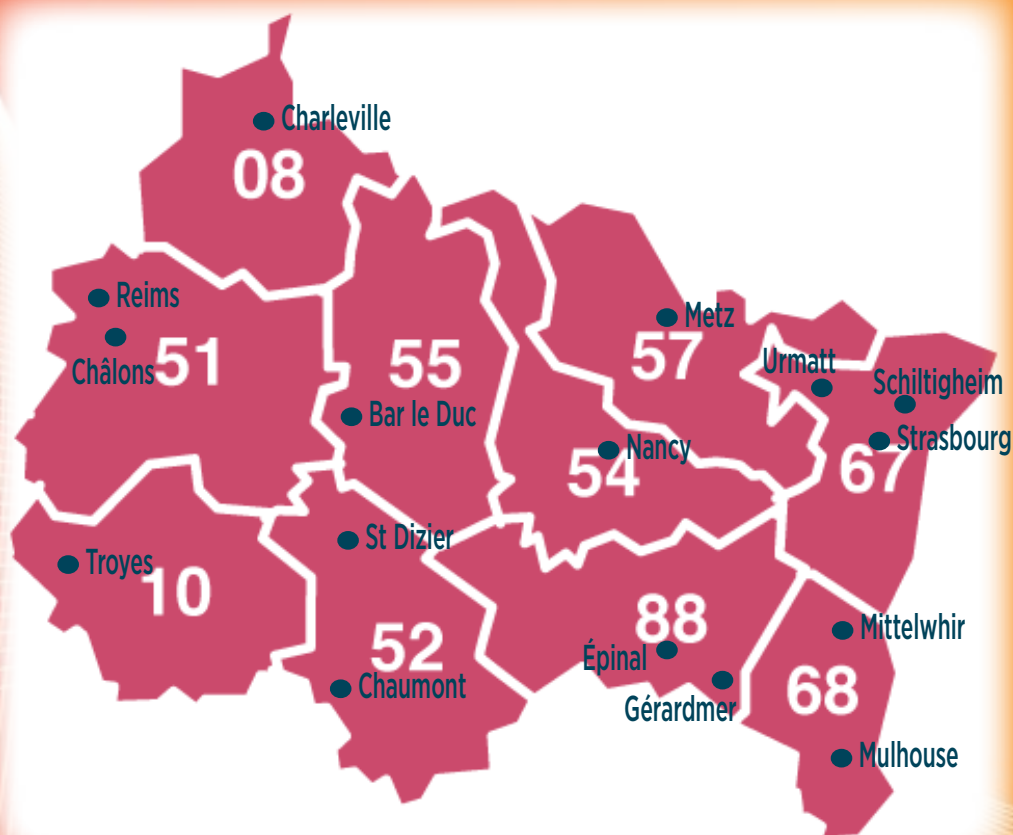 Charleville
08
Reims
Châlons
51
55
Bar le Duc
Metz
57
Urmatt
Schiltigheim
Strasbourg
67
Nancy
54
St Dizier
Troyes
10
52
Chaumont
88
Épinal
Gérardmer
Mittelwhir
68
Mulhouse